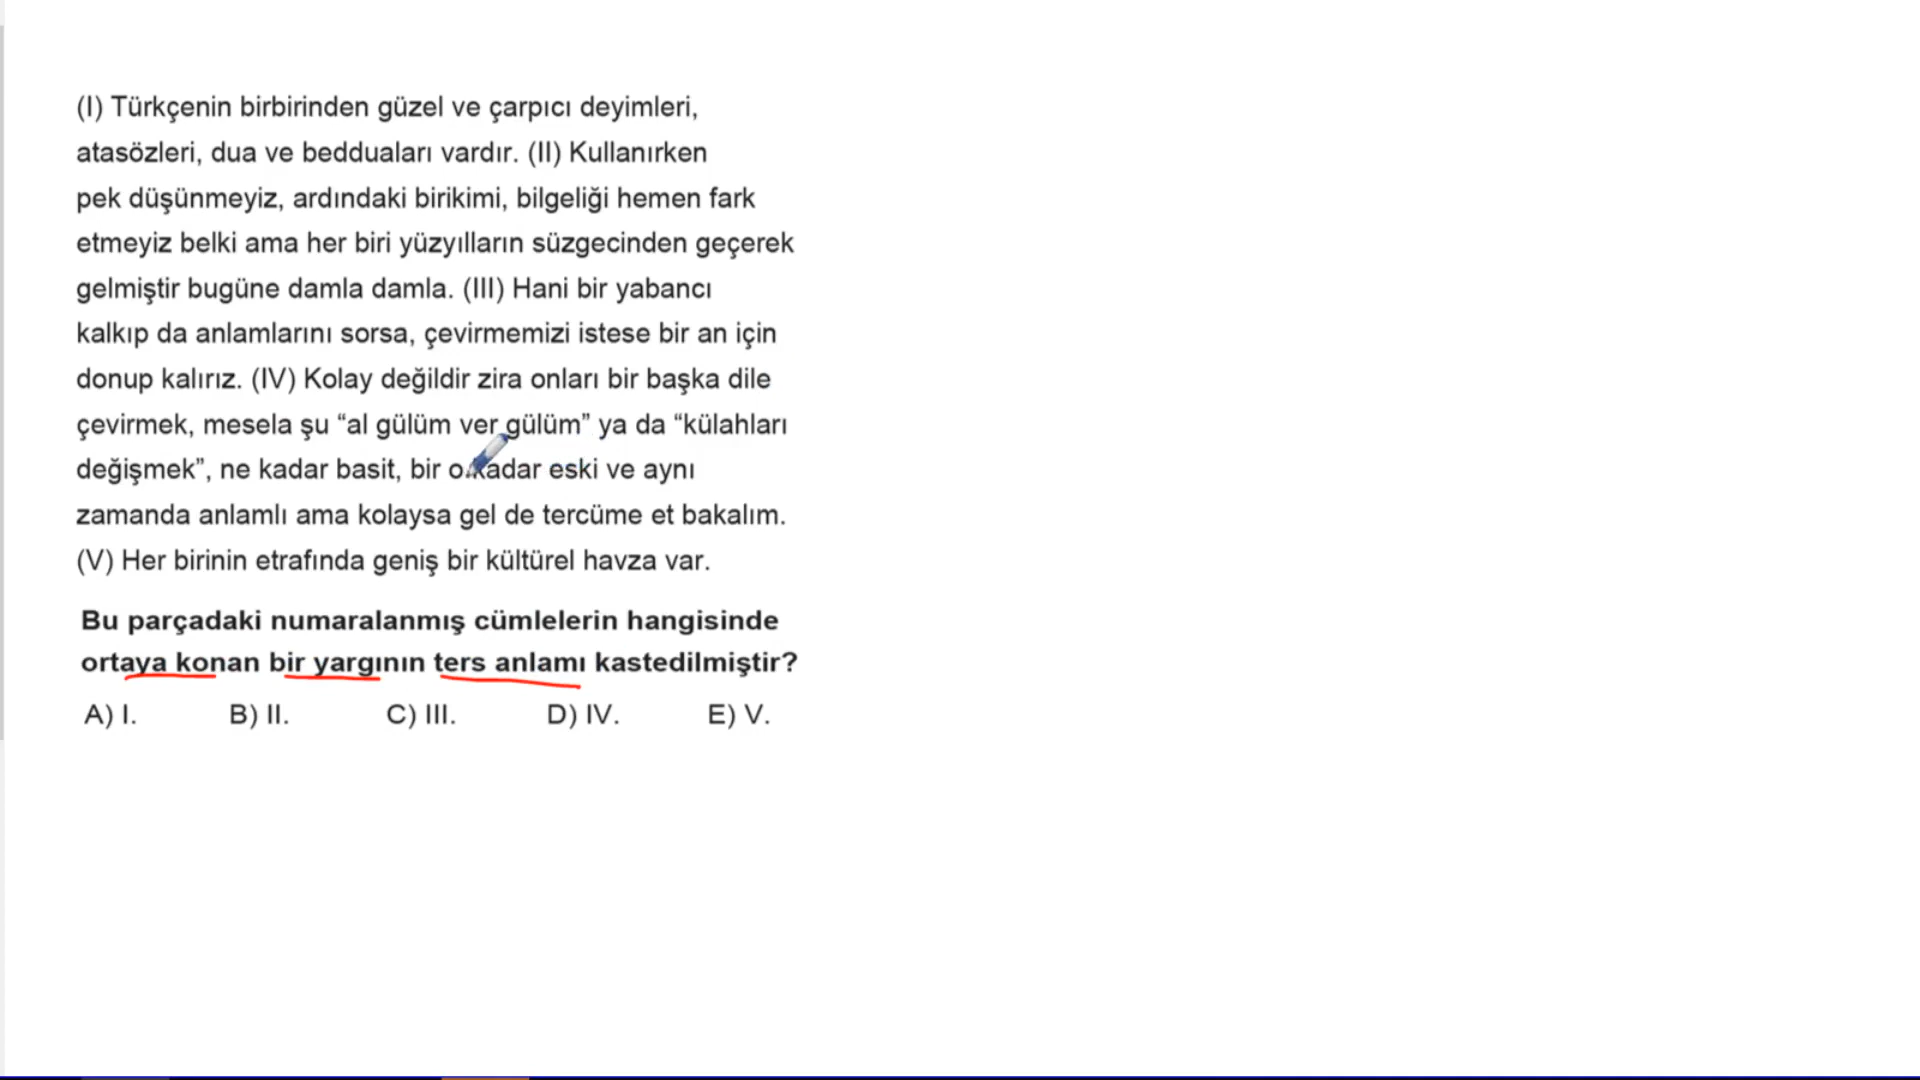 (I) Türkçenin birbirinden güzel ve çarpıcı deyimleri,
atasözleri, dua ve bedduaları vardır. (II) Kullanırken
pek düşünmeyiz, ardındaki birikimi, bilgeliği hemen fark
etmeyiz belki ama her biri yüzyılların süzgecinden geçerek
gelmiştir bugüne damla damla. (III) Hani bir yabancı
kalkıp da anlamlarını sorsa, çevirmemizi istese bir an için
donup kalırız. (IV) Kolay değildir zira onları bir başka dile
çevirmek, mesela şu “al gülüm ver gülüm” ya da “külahları
değişmek”, ne kadar basit, bir o kadar eski ve aynı
zamanda anlamlı ama kolaysa gel de tercüme et bakalım.
(V) Her birinin etrafında geniş bir kültürel havza var.
Bu parçadaki numaralanmış cümlelerin hangisinde
ortaya konan bir yargının ters anlamı kastedilmiştir?
A) I. B) II. C) III. D) IV. E) V.